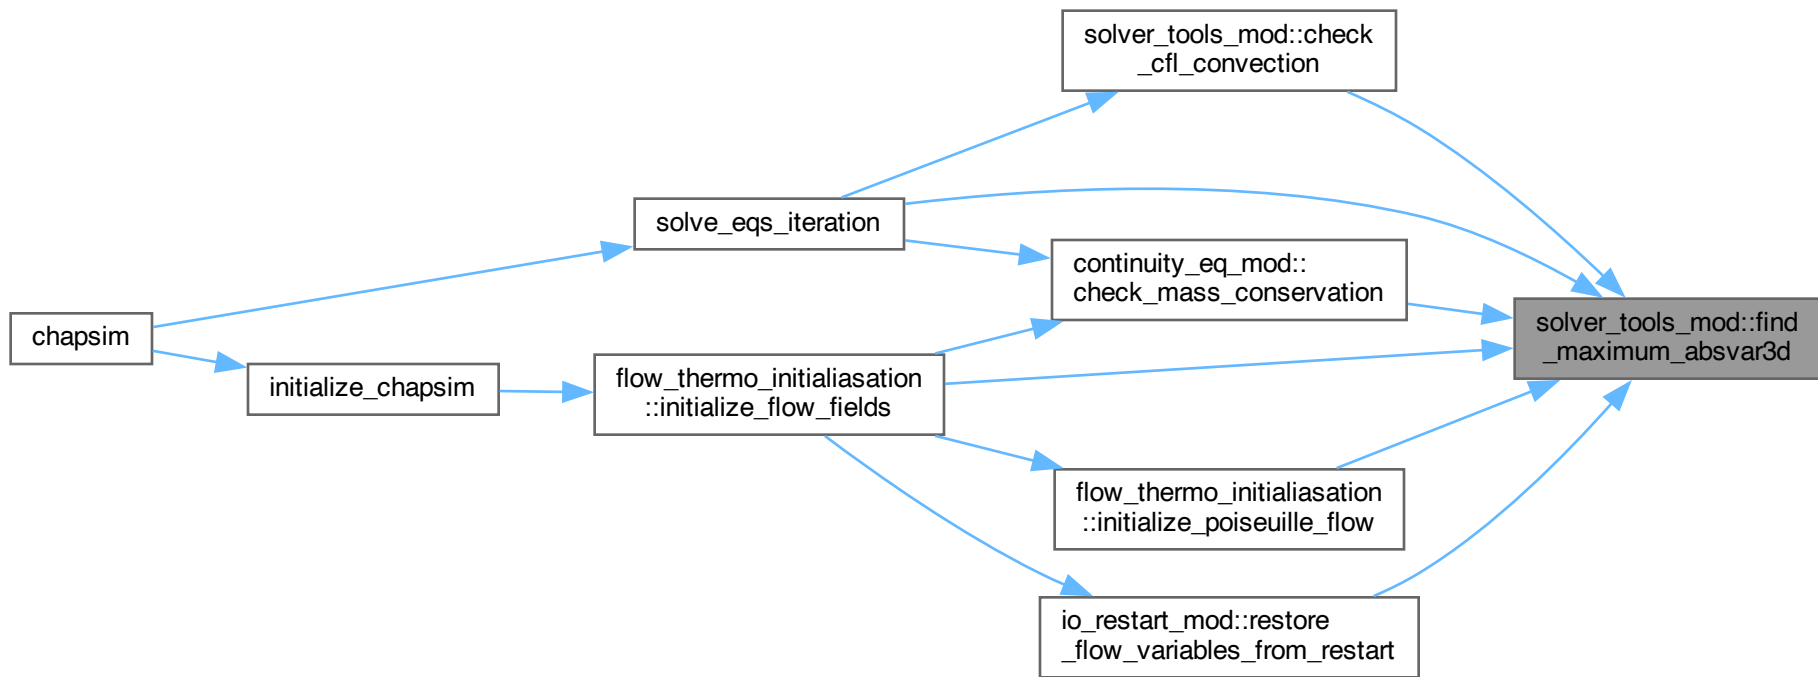 solver_tools_mod::check
_cfl_convection
solve_eqs_iteration
continuity_eq_mod::
check_mass_conservation
solver_tools_mod::find
_maximum_absvar3d
chapsim
initialize_chapsim
flow_thermo_initialiasation
::initialize_flow_fields
flow_thermo_initialiasation
::initialize_poiseuille_flow
io_restart_mod::restore
_flow_variables_from_restart